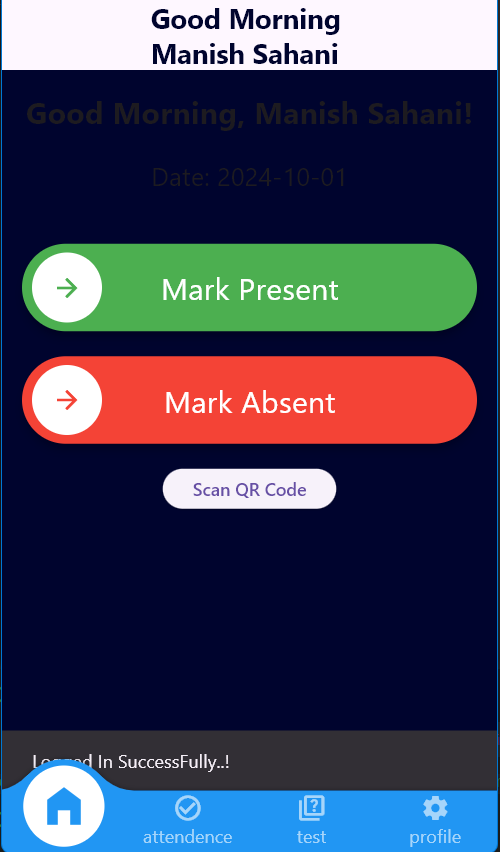 Good Morning
Manish Sahani
Good Morning, Manish Sahani!
Date: 2024-10-01
Mark Present
Mark Absent
Scan QR Code
Logged In SuccessFully..!
attendence
test
profile